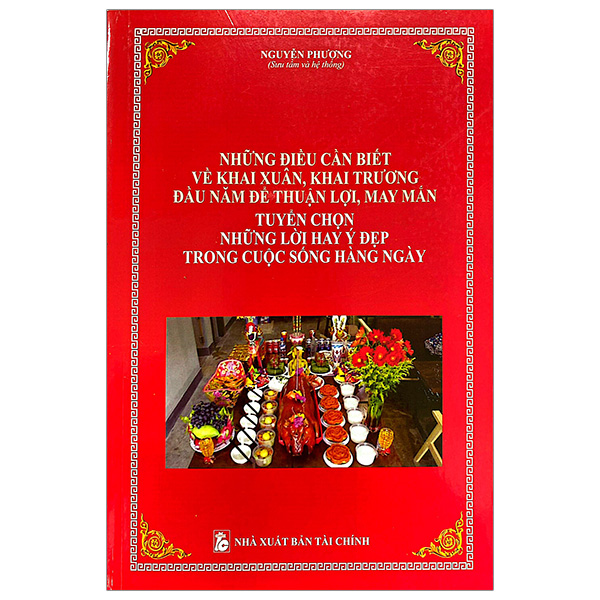 NGUYỄN PHƯỢNG
(Sưu tầm và hệ thống)
NHỮNG ĐIỀU CẦN BIẾT
VỀ KHAI XUÂN, KHAI TRƯƠNG
ĐẦU NĂM ĐỂ THUẬN LỢI, MAY MẮN
TUYỂN CHỌN
NHỮNG LỜI HAY Ý ĐẸP
TRONG CUỘC SỐNG HÀNG NGÀY
NHÀ XUẤT BẢN TÀI CHÍNH